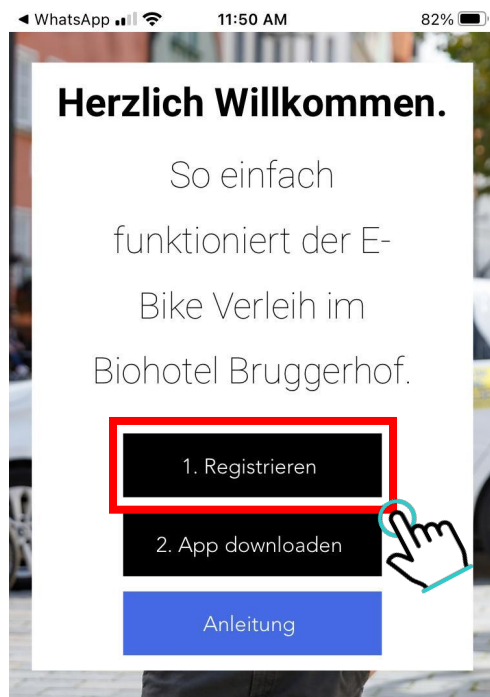 WhatsApp
11:50 AM
82%
Herzlich Willkommen.
So einfach
funktioniert der E-
Bike Verleih im
Biohotel Bruggerhof.
1. Registrieren
2. App downloaden
Anleitung